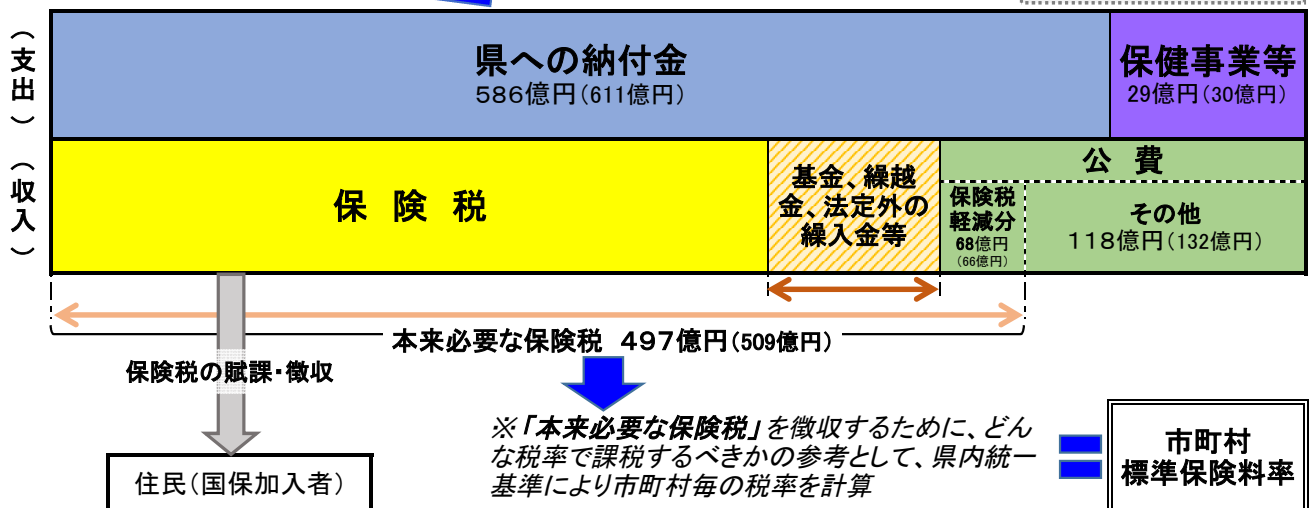 （支出）
県への納付金
586億円（611億円）
保健事業等
29億円（30億円）
（収入）
保 険 税
基金、繰越
金、法定外の
繰入金等
公 費
保険税
軽減分
68億円
（66億円）
その他
118億円（132億円）
本来必要な保険税 497億円（509億円）
保険税の賦課・徴収
住民（国保加入者）
※「本来必要な保険税」を徴収するために、どん
な税率で課税するべきかの参考として、県内統一
基準により市町村毎の税率を計算
市町村
標準保険料率